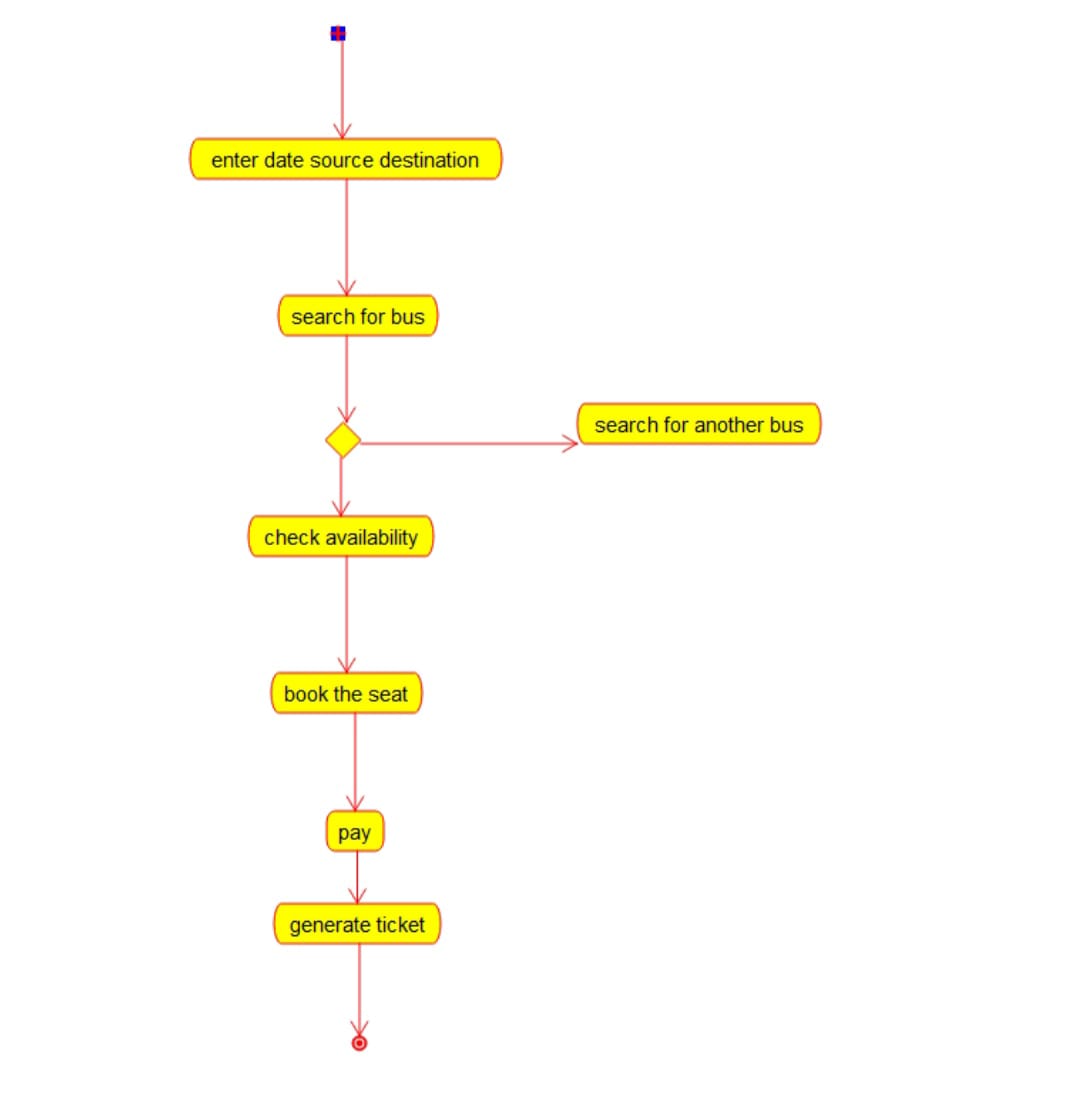 enter date source destination
search for bus
search for another bus
check availability
book the seat
pay
generate ticket